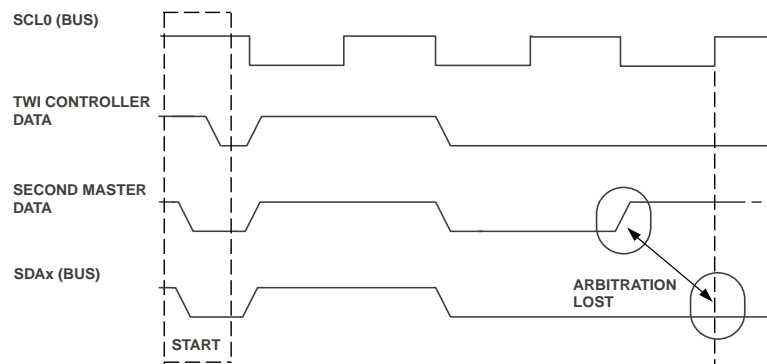 SCL0 (BUS)
TWI CONTROLLER
DATA
SECOND MASTER
DATA
SDAx (BUS)
ARBITRATION
LOST
START